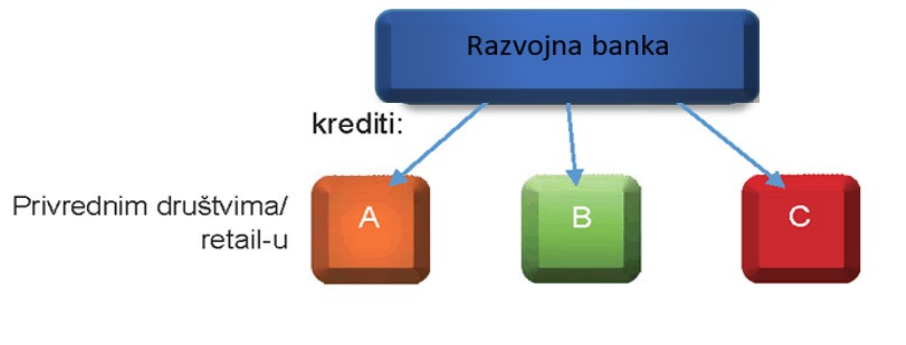 Razvojna banka
krediti:
Privrednim društvima/
retail-u
A
B
C